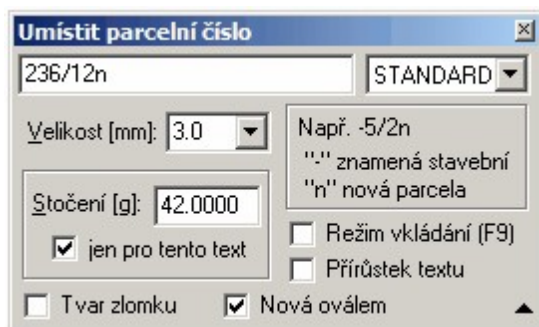 Umístit parcelní číslo
236/12n STANDARD
Velikost [mm]: 3.0
Např. -5/2n
"-" znamená stavební
"n" nová parcela
Stočení [g]: 42.0000
jen pro tento text
Režim vkládání (F9)
Přírůstek textu
Tvar zlomku Nová oválem